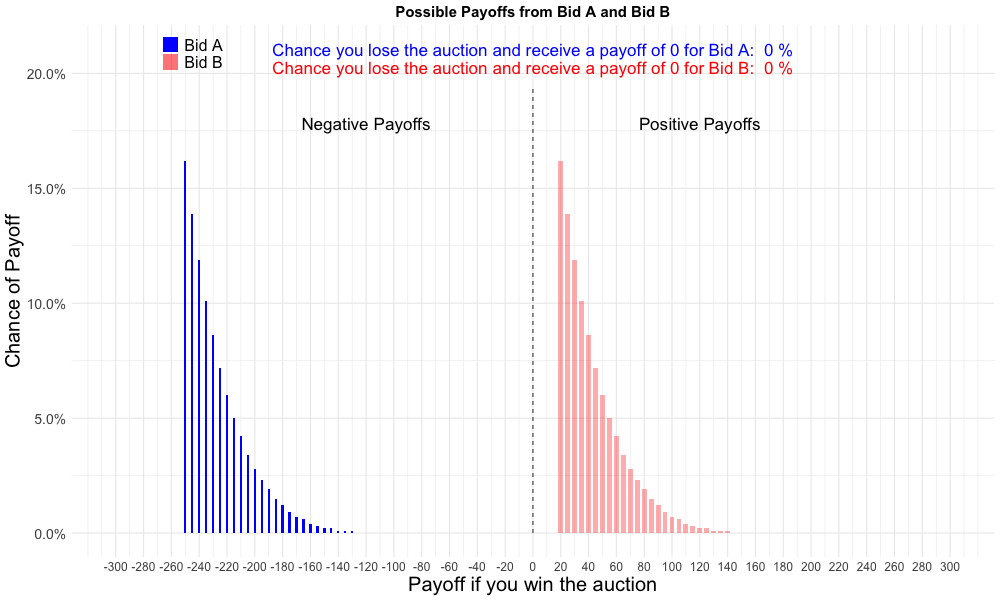 Possible Payoffs from Bid A and Bid B
Bid A
Bid B
Chance you lose the auction and receive a payoff of 0 for Bid A:  0 %
Chance you lose the auction and receive a payoff of 0 for Bid B:  0 %
Negative Payoffs
Positive Payoffs
Chance of Payoff
20.0%
15.0%
10.0%
5.0%
0.0%
-300 -280 -260 -240 -220 -200 -180 -160 -140 -120 -100 -80 -60 -40 -20 0 20 40 60 80 100 120 140 160 180 200 220 240 260 280 300
Payoff if you win the auction